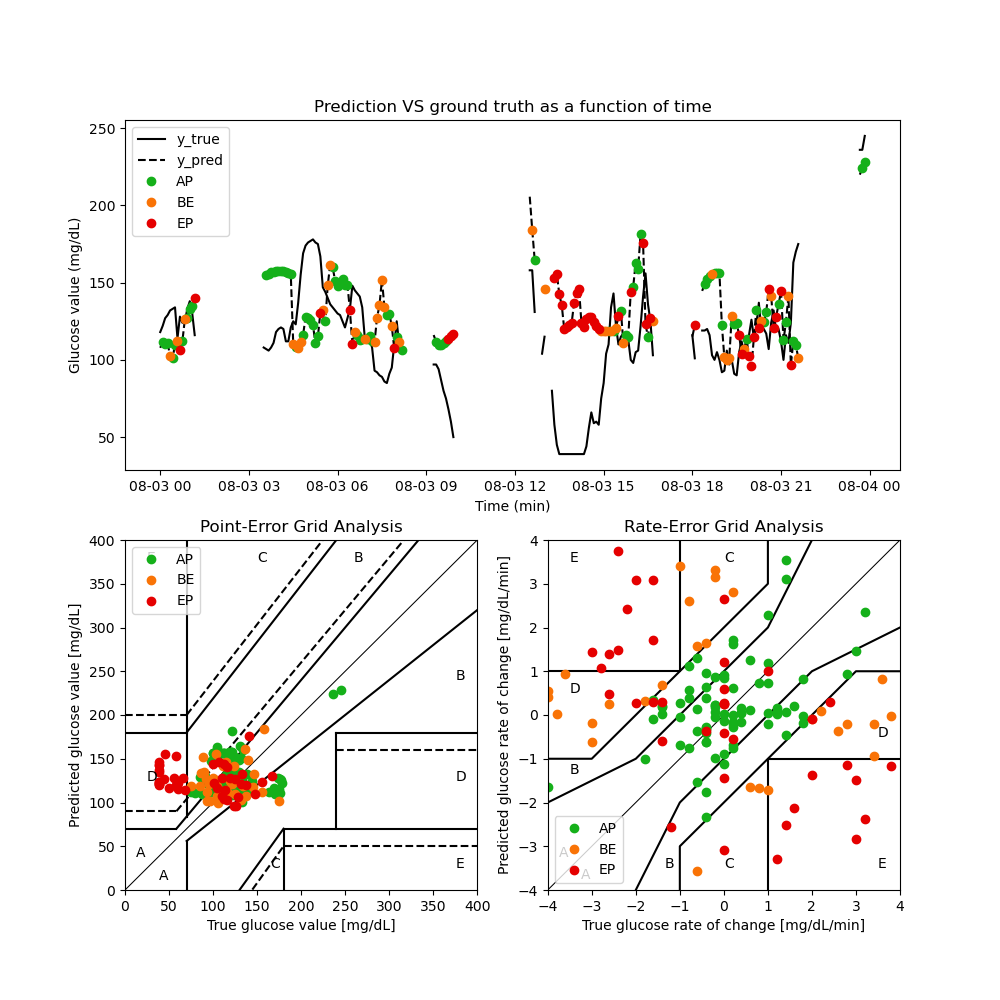 Prediction VS ground truth as a function of time
Glucose value (mg/dL)
250
200
150
100
50
y_true
y_pred
AP
BE
EP
08-03 00 08-03 03 08-03 06 08-03 09 08-03 12 08-03 15 08-03 18 08-03 21 08-04 00
Time (min)
Point-Error Grid Analysis
Predicted glucose value [mg/dL]
400
350
300
250
200
150
100
50
0
AP
BE
EP
E C B
B
D D
A C E
A
0 50 100 150 200 250 300 350 400
True glucose value [mg/dL]
Rate-Error Grid Analysis
Predicted glucose rate of change [mg/dL/min]
4
3
2
1
0
−1
−2
−3
−4
E C
D
D
B
A B C E
A
AP
BE
EP
−4 −3 −2 −1 0 1 2 3 4
True glucose rate of change [mg/dL/min]